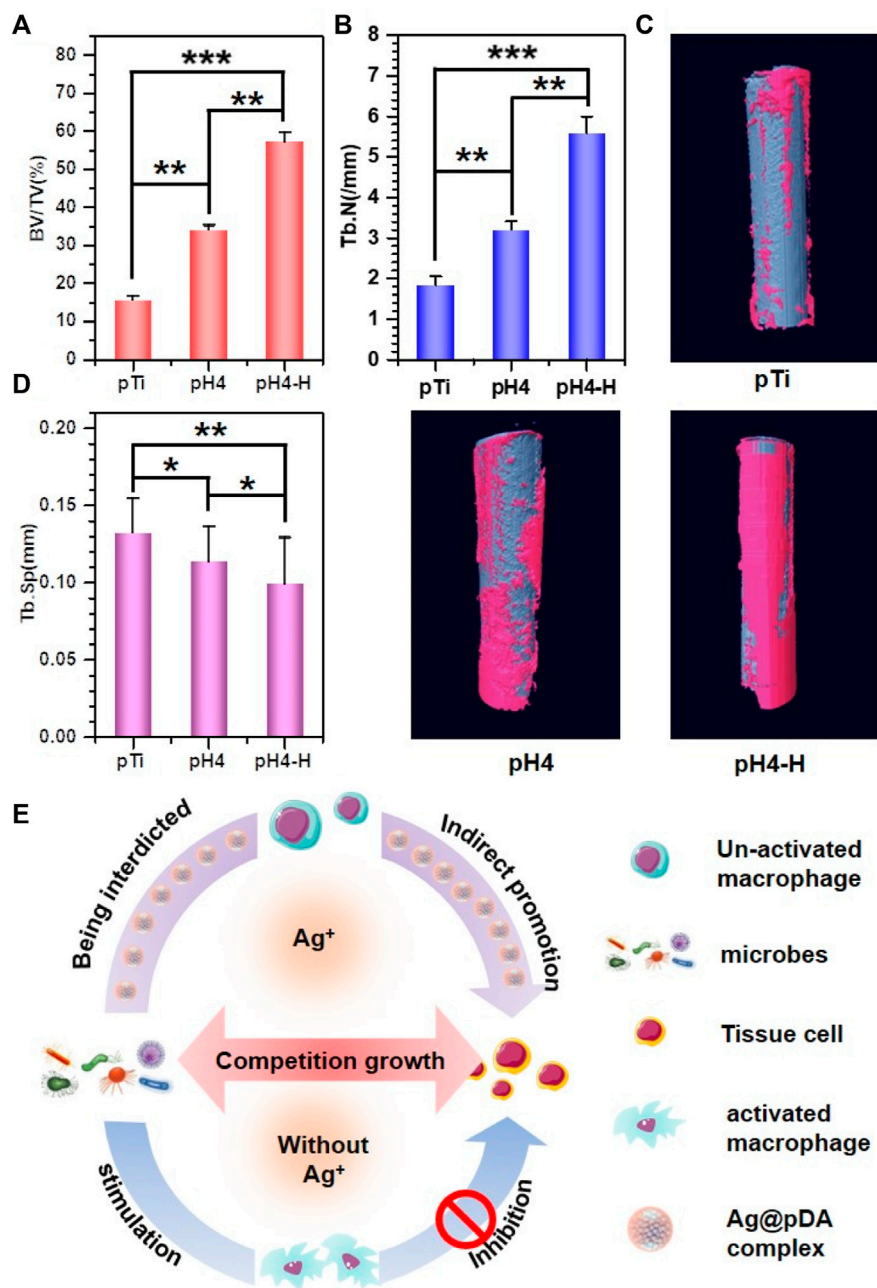 A
BV/TV(%)
80
70
60
50
40
30
20
10
0
***
**
**
pTi
pH4
pH4-H
B
Tb.N(/mm)
8
7
6
5
4
3
2
1
0
***
**
**
pTi
pH4
pH4-H
C
pTi
D
Tb.Sp(mm)
0.20
0.15
0.10
0.05
0.00
**
*
*
pTi
pH4
pH4-H
pH4
pH4-H
E
Being interdicted
Indirect promotion
Ag⁺
Competition growth
Without
Ag⁺
stimulation
Inhibition
Un-activated
macrophage
microbes
Tissue cell
activated
macrophage
Ag@pDA
complex